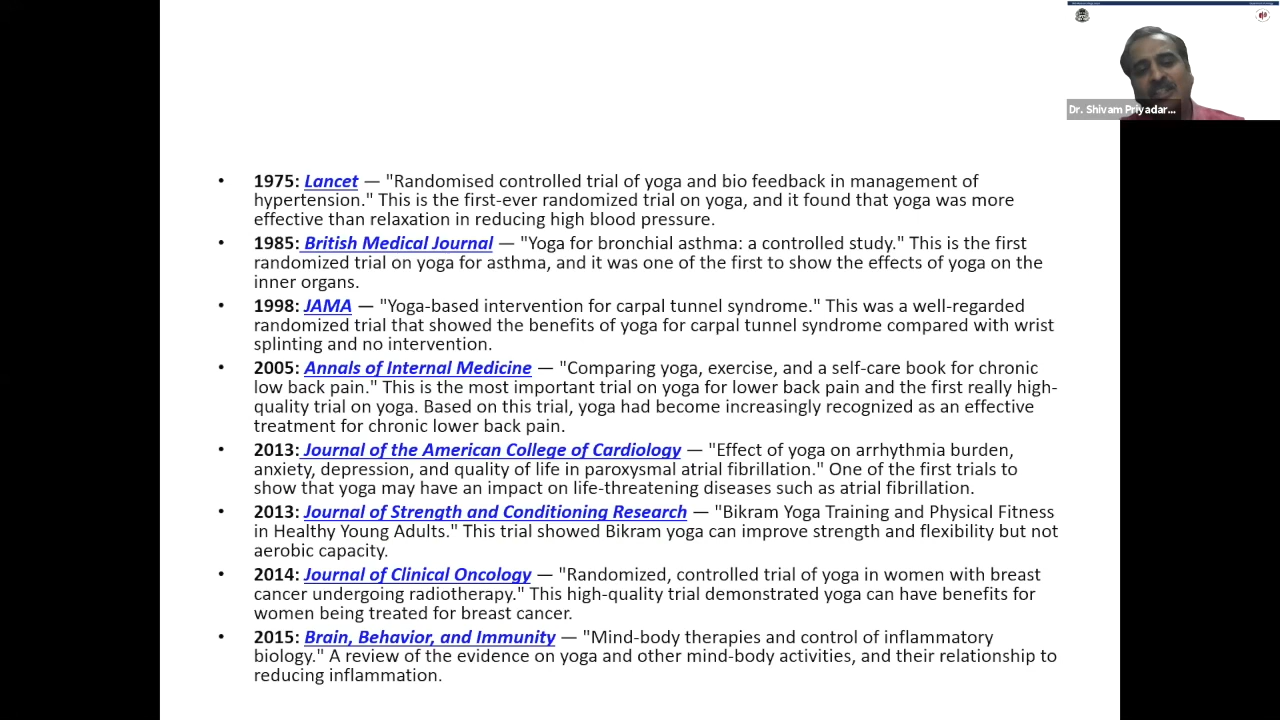 Dr. Shivam Priyadar...
• 1975: Lancet — "Randomised controlled trial of yoga and bio feedback in management of
hypertension." This is the first-ever randomized trial on yoga, and it found that yoga was more
effective than relaxation in reducing high blood pressure.
• 1985: British Medical Journal — "Yoga for bronchial asthma: a controlled study." This is the first
randomized trial on yoga for asthma, and it was one of the first to show the effects of yoga on the
inner organs.
• 1998: JAMA — "Yoga-based intervention for carpal tunnel syndrome." This was a well-regarded
randomized trial that showed the benefits of yoga for carpal tunnel syndrome compared with wrist
splinting and no intervention.
• 2005: Annals of Internal Medicine — "Comparing yoga, exercise, and a self-care book for chronic
low back pain." This is the most important trial on yoga for lower back pain and the first really high-
quality trial on yoga. Based on this trial, yoga had become increasingly recognized as an effective
treatment for chronic lower back pain.
• 2013: Journal of the American College of Cardiology — "Effect of yoga on arrhythmia burden,
anxiety, depression, and quality of life in paroxysmal atrial fibrillation." One of the first trials to
show that yoga may have an impact on life-threatening diseases such as atrial fibrillation.
• 2013: Journal of Strength and Conditioning Research — "Bikram Yoga Training and Physical Fitness
in Healthy Young Adults." This trial showed Bikram yoga can improve strength and flexibility but not
aerobic capacity.
• 2014: Journal of Clinical Oncology — "Randomized, controlled trial of yoga in women with breast
cancer undergoing radiotherapy." This high-quality trial demonstrated yoga can have benefits for
women being treated for breast cancer.
• 2015: Brain, Behavior, and Immunity — "Mind-body therapies and control of inflammatory
biology." A review of the evidence on yoga and other mind-body activities, and their relationship to
reducing inflammation.